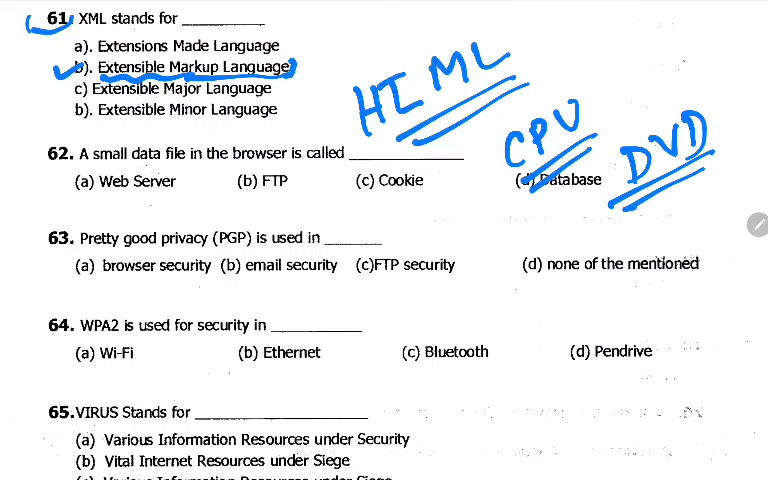 61. XML stands for __________
a). Extensions Made Language
b). Extensible Markup Language
c) Extensible Major Language
b). Extensible Minor Language
HTML
CPU
DVD
62. A small data file in the browser is called ______________
(a) Web Server (b) FTP (c) Cookie (d) Database
63. Pretty good privacy (PGP) is used in _______
(a) browser security (b) email security (c)FTP security (d) none of the mentioned
64. WPA2 is used for security in ___________
(a) Wi-Fi (b) Ethernet (c) Bluetooth (d) Pendrive
65.VIRUS Stands for _____________________
(a) Various Information Resources under Security
(b) Vital Internet Resources under Siege